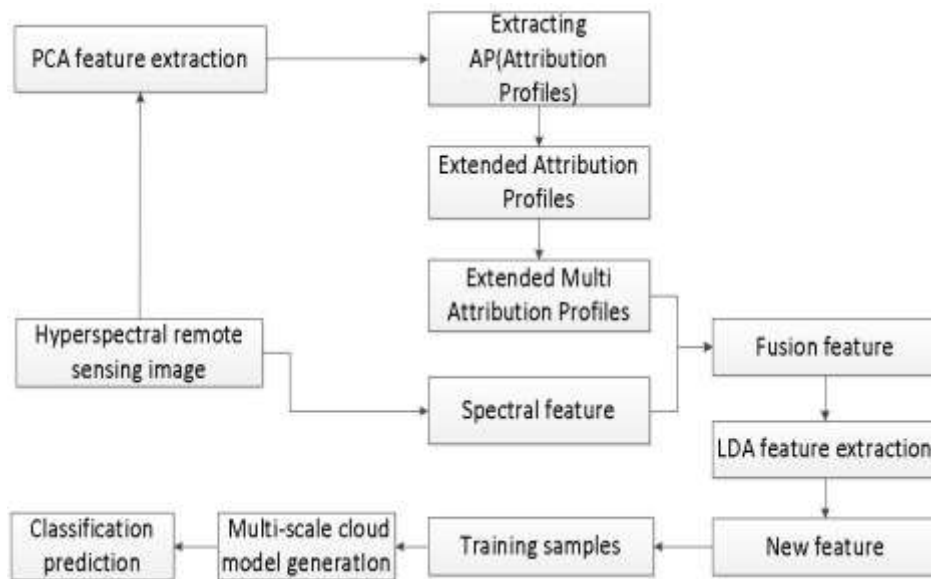 PCA feature extraction
Extracting
AP(Attribution
Profiles)
Extended Attribution
Profiles
Extended Multi
Attribution Profiles
Hyperspectral remote
sensing image
Fusion feature
Spectral feature
LDA feature extraction
Classification
prediction
Multi-scale cloud
model generation
Training samples
New feature